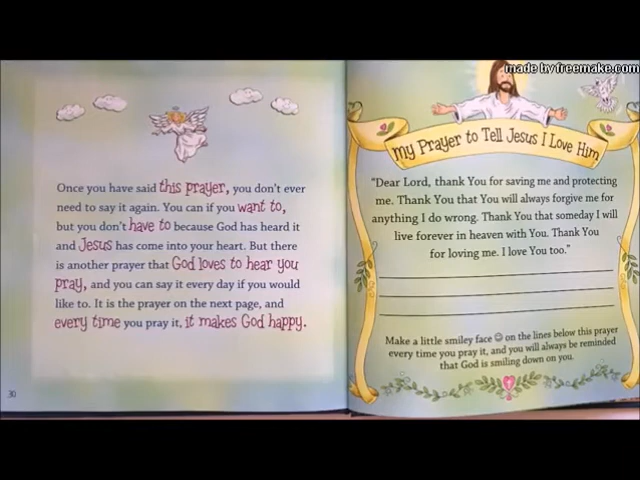 made by freemake.com
Once you have said this prayer, you don't ever
need to say it again. You can if you want to,
but you don't have to because God has heard it
and Jesus has come into your heart. But there
is another prayer that God loves to hear you
pray, and you can say it every day if you would
like to. It is the prayer on the next page, and
every time you pray it, it makes God happy.
30
My Prayer to Tell Jesus I Love Him
"Dear Lord, thank You for saving me and protecting
me. Thank You that You will always forgive me for
anything I do wrong. Thank You that someday I will
live forever in heaven with You. Thank You
for loving me. I love You too."
Make a little smiley face ☺ on the lines below this prayer
every time you pray it, and you will always be reminded
that God is smiling down on you.